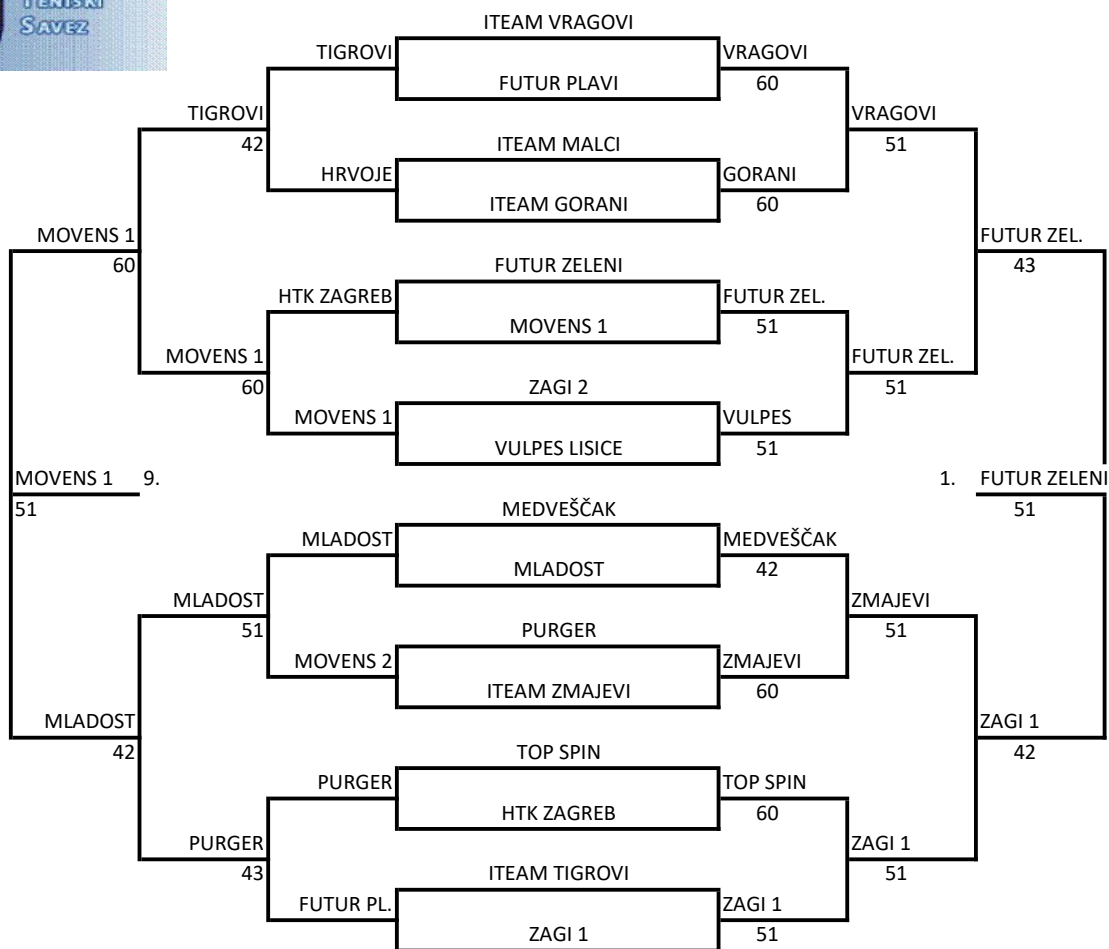 TENISKI
SAVEZ
ITEAM VRAGOVI
TIGROVI
VRAGOVI
FUTUR PLAVI
60
TIGROVI
VRAGOVI
42
ITEAM MALCI
51
HRVOJE
GORANI
ITEAM GORANI
60
MOVENS 1
FUTUR ZEL.
60
FUTUR ZELENI
43
HTK ZAGREB
FUTUR ZEL.
MOVENS 1
51
MOVENS 1
FUTUR ZEL.
60
ZAGI 2
51
MOVENS 1
VULPES
VULPES LISICE
51
MOVENS 1 9.
1. FUTUR ZELENI
51
MEDVEŠČAK
51
MLADOST
MEDVEŠČAK
MLADOST
42
MLADOST
ZMAJEVI
51
PURGER
51
MOVENS 2
ZMAJEVI
ITEAM ZMAJEVI
60
MLADOST
ZAGI 1
42
TOP SPIN
42
PURGER
TOP SPIN
HTK ZAGREB
60
PURGER
ZAGI 1
43
ITEAM TIGROVI
51
FUTUR PL.
ZAGI 1
ZAGI 1
51